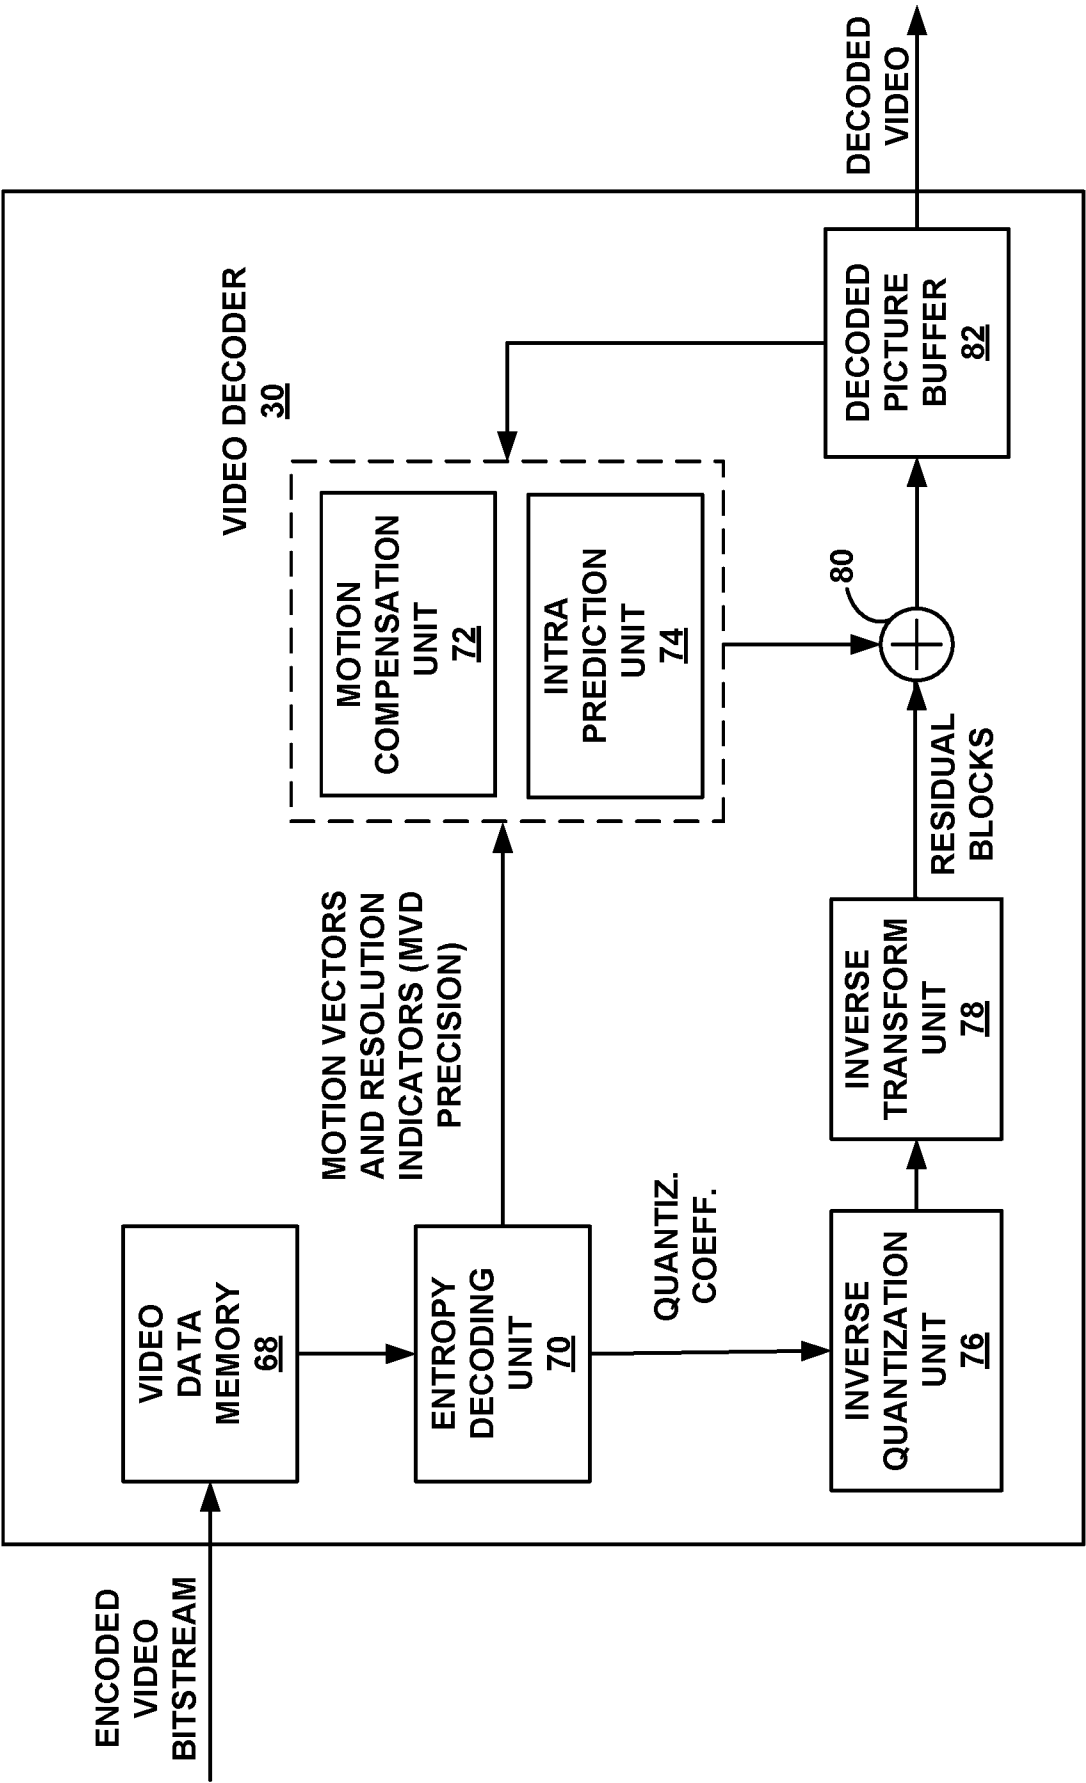 VIDEO DECODER
30
ENCODED
VIDEO
BITSTREAM
VIDEO
DATA
MEMORY
68
ENTROPY
DECODING
UNIT
70
MOTION VECTORS
AND RESOLUTION
INDICATORS (MVD
PRECISION)
MOTION
COMPENSATION
UNIT
72
INTRA
PREDICTION
UNIT
74
QUANTIZ.
COEFF.
INVERSE
QUANTIZATION
UNIT
76
INVERSE
TRANSFORM
UNIT
78
RESIDUAL
BLOCKS
80
DECODED
PICTURE
BUFFER
82
DECODED
VIDEO